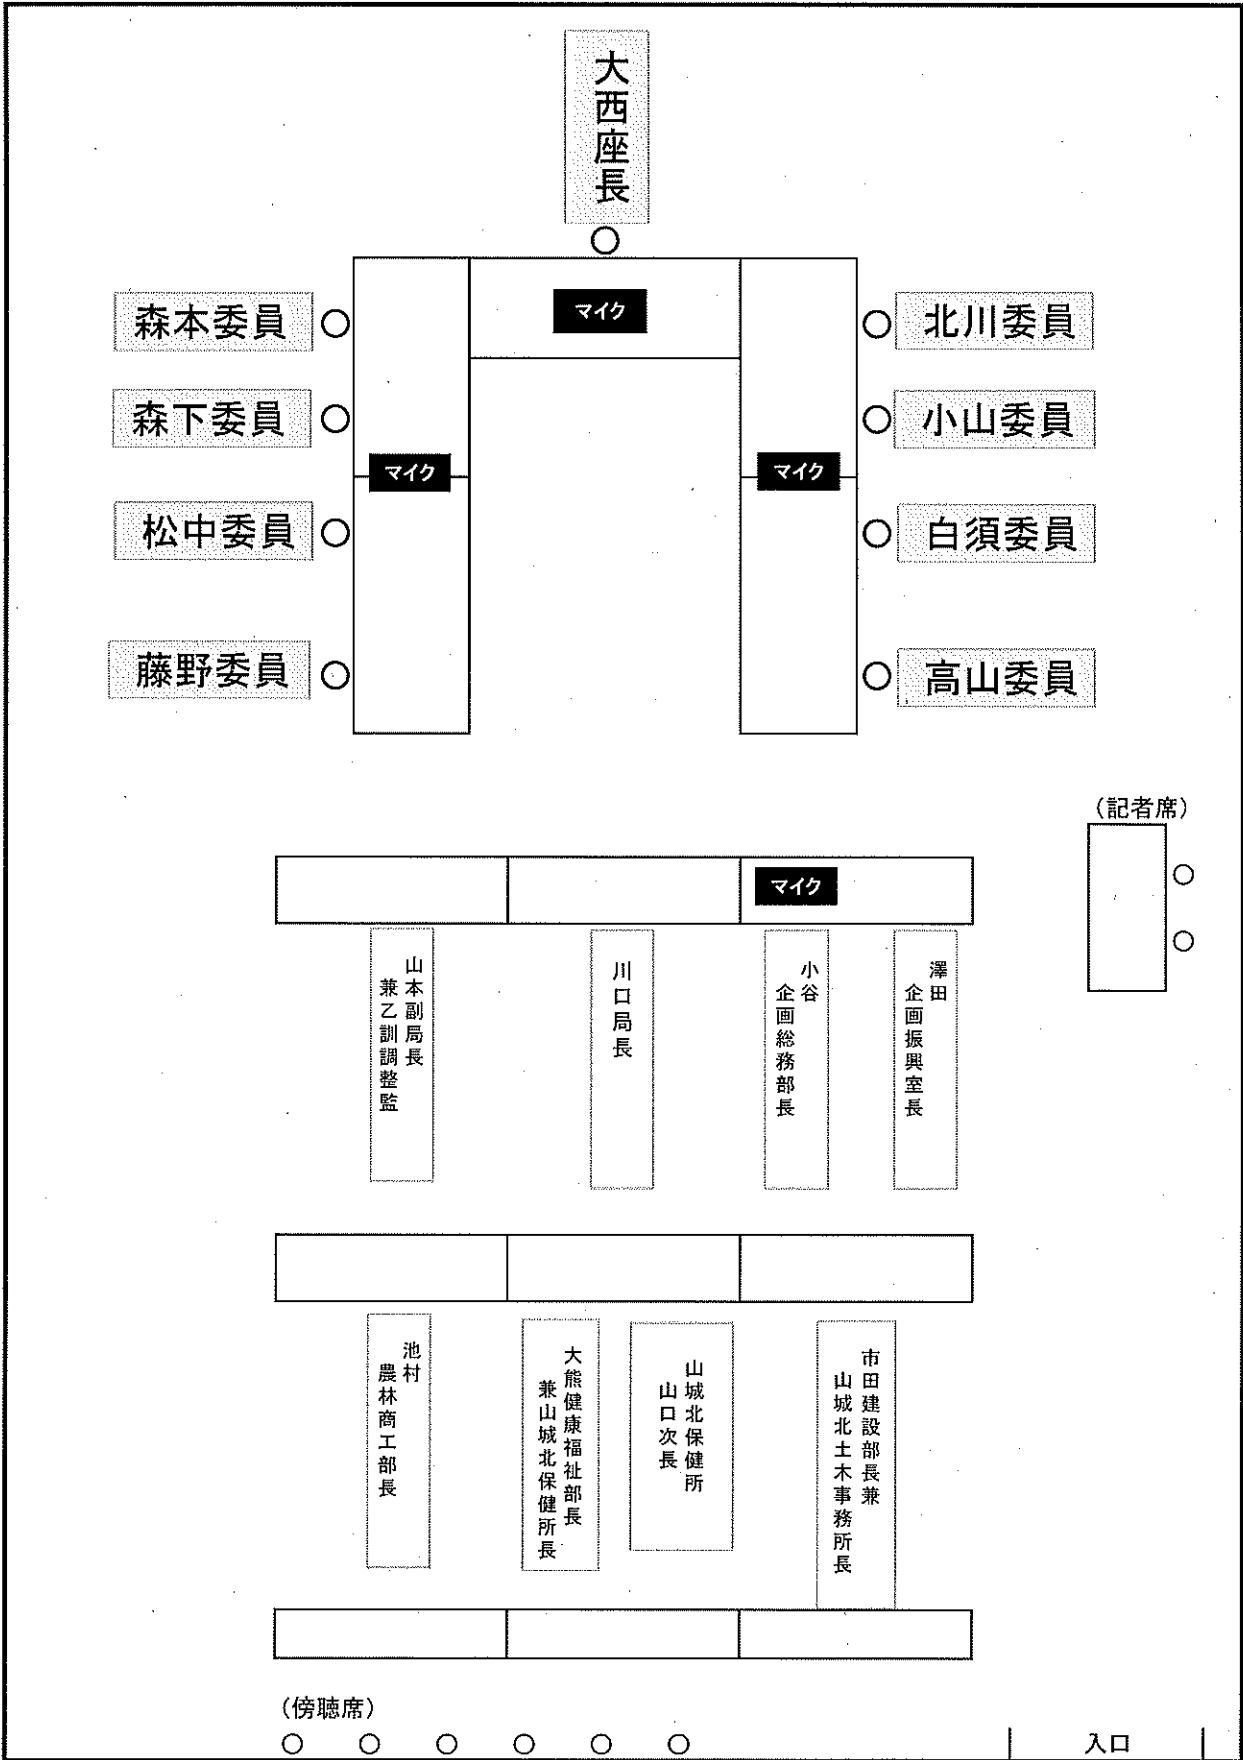 大西座長
マイク
森本委員
北川委員
森下委員
小山委員
マイク
マイク
松中委員
白須委員
藤野委員
高山委員
（記者席）
マイク
山本副局長
兼乙訓調整監
川口局長
小谷
企画総務部長
澤田
企画振興室長
池村
農林商工部長
大熊健康福祉部長
兼山城北保健所長
山城北保健所
山口次長
市田建設部長兼
山城北土木事務所長
（傍聴席）
入口